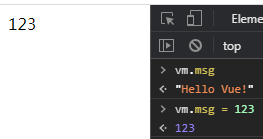 123
Eleme
top
> vm.msg
< "Hello Vue!"
> vm.msg = 123
< 123